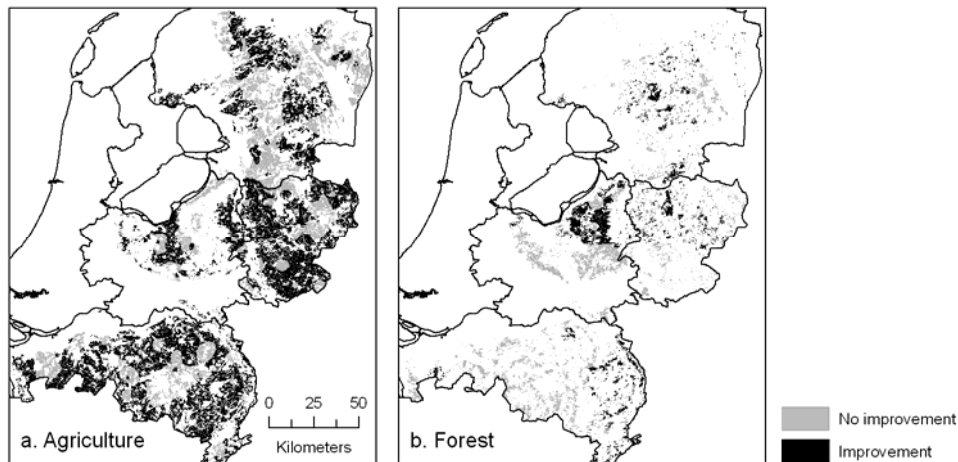 a. Agriculture
0 25 50
Kilometers
b. Forest
No improvement
Improvement